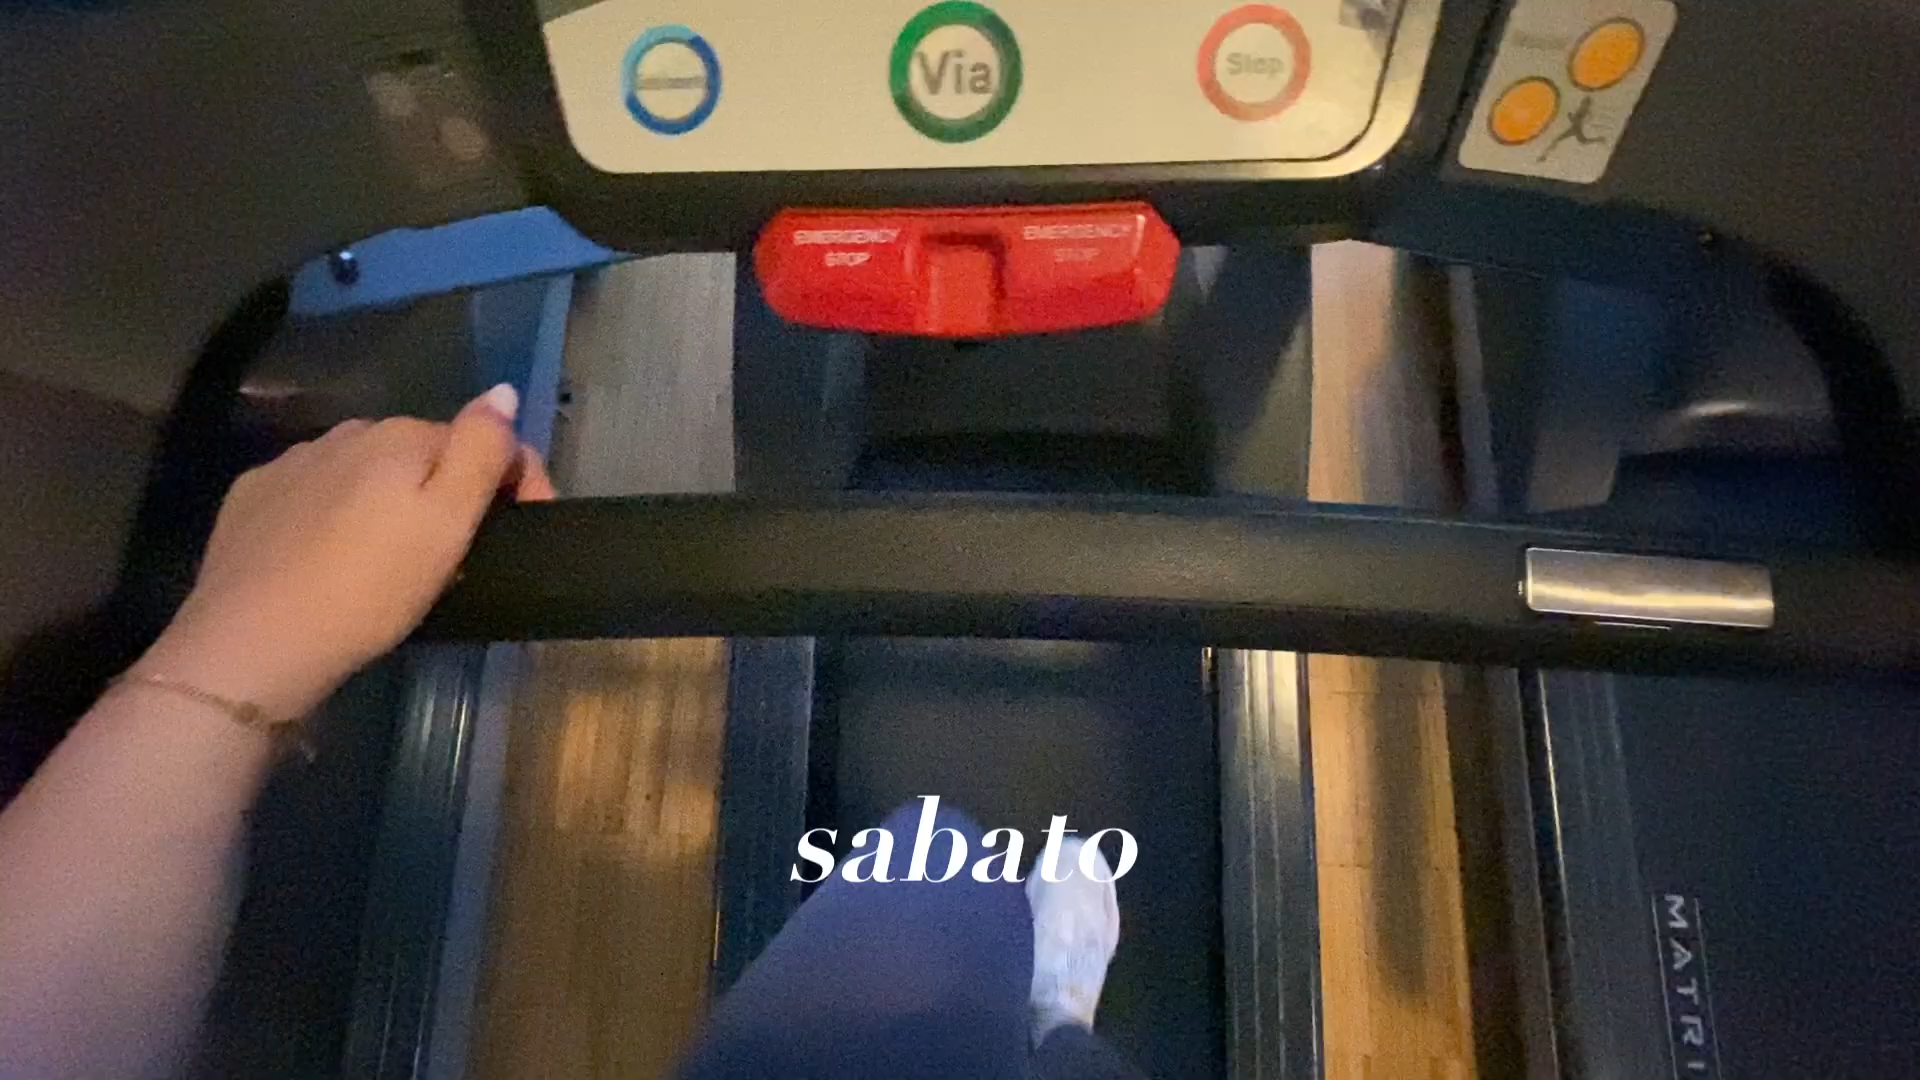 Via
Stop
EMERGENCY
STOP
EMERGENCY
STOP
sabato
MATRI